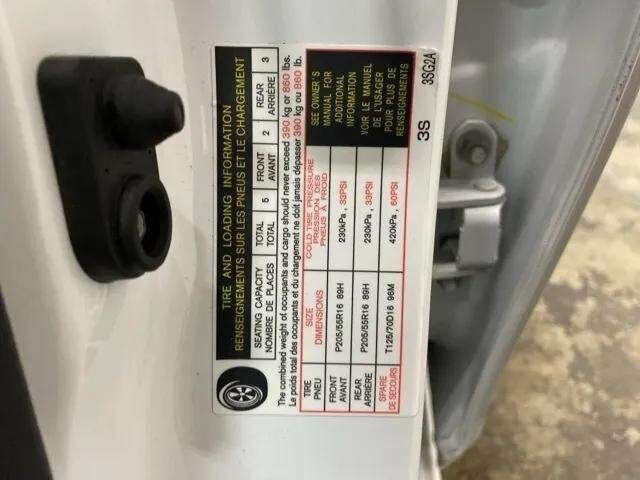 TIRE AND LOADING INFORMATION
RENSEIGNEMENTS SUR LES PNEUS ET LE CHARGEMENT
SEATING CAPACITY TOTAL 5 FRONT 2 REAR 3
NOMBRE DE PLACES TOTAL AVANT ARRIÈRE
The combined weight of occupants and cargo should never exceed 390 kg or 860 lbs.
Le poids total des occupants et du chargement ne doit jamais dépasser 390 kg ou 860 lb.
TIRE SIZE COLD TIRE PRESSURE
PNEU DIMENSIONS PRESSION DES PNEUS À FROID
FRONT P205/55R16 89H 230kPa, 33PSI
AVANT
REAR P205/55R16 89H 230kPa, 33PSI
ARRIÈRE
SPARE T125/70D16 96M 420kPa, 60PSI
DE SECOURS
SEE OWNER'S
MANUAL FOR
ADDITIONAL
INFORMATION
VOIR LE MANUEL
DE L'USAGER
POUR PLUS DE
RENSEIGNEMENTS
3S 3SG2A